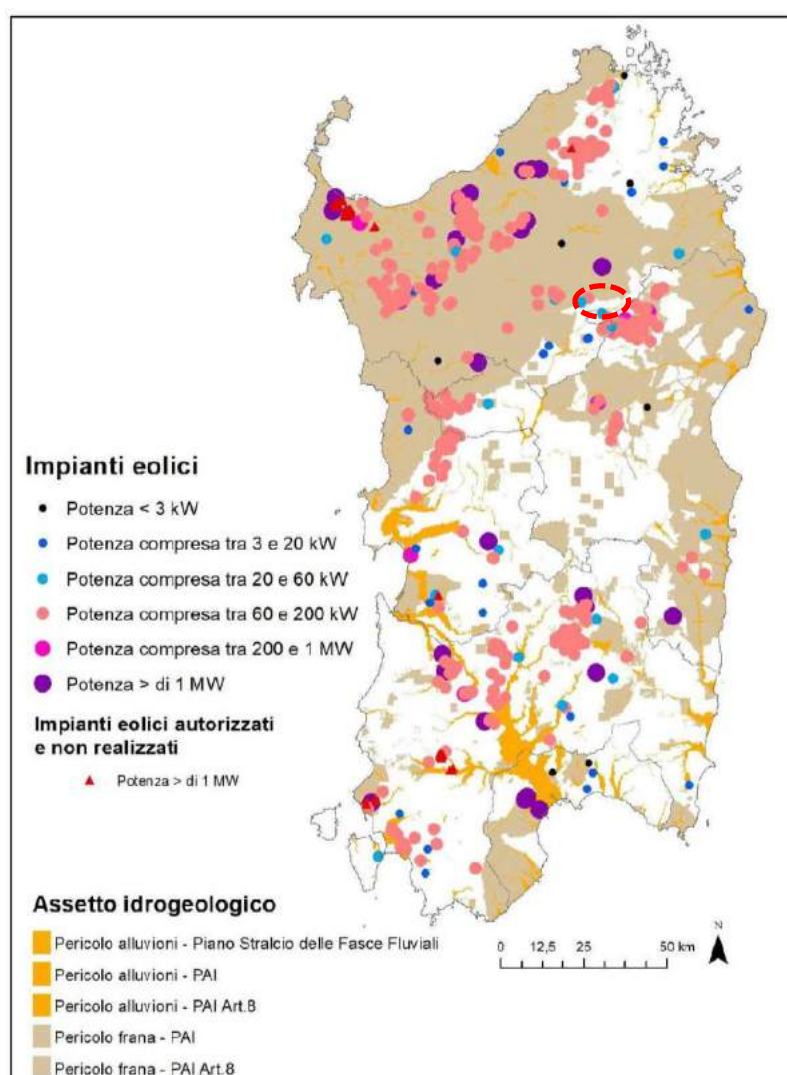 Impianti eolici
Potenza < 3 kW
Potenza compresa tra 3 e 20 kW
Potenza compresa tra 20 e 60 kW
Potenza compresa tra 60 e 200 kW
Potenza compresa tra 200 e 1 MW
Potenza > di 1 MW
Impianti eolici autorizzati
e non realizzati
Potenza > di 1 MW
Assetto idrogeologico
Pericolo alluvioni - Piano Stralcio delle Fasce Fluviali
Pericolo alluvioni - PAI
Pericolo alluvioni - PAI Art.8
Pericolo frana - PAI
Pericolo frana - PAI Art.8
0 12,5 25 50 km
N